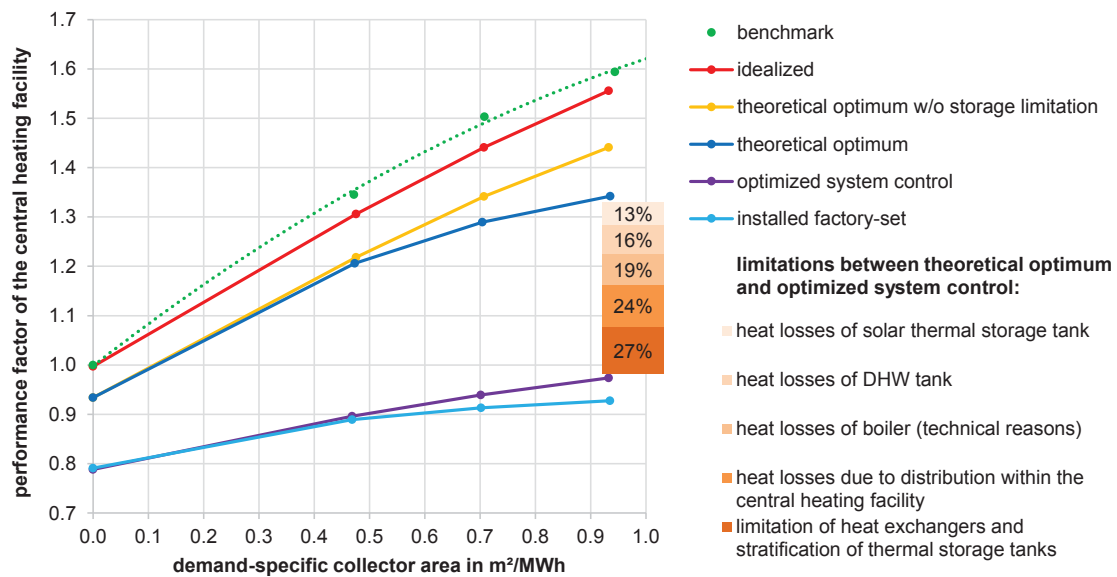 performance factor of the central heating facility
1.7
1.6
1.5
1.4
1.3
1.2
1.1
1.0
0.9
0.8
0.7
0.0 0.1 0.2 0.3 0.4 0.5 0.6 0.7 0.8 0.9 1.0
demand-specific collector area in m²/MWh
13%
16%
19%
24%
27%
benchmark
idealized
theoretical optimum w/o storage limitation
theoretical optimum
optimized system control
installed factory-set
limitations between theoretical optimum
and optimized system control:
heat losses of solar thermal storage tank
heat losses of DHW tank
heat losses of boiler (technical reasons)
heat losses due to distribution within the
central heating facility
limitation of heat exchangers and
stratification of thermal storage tanks